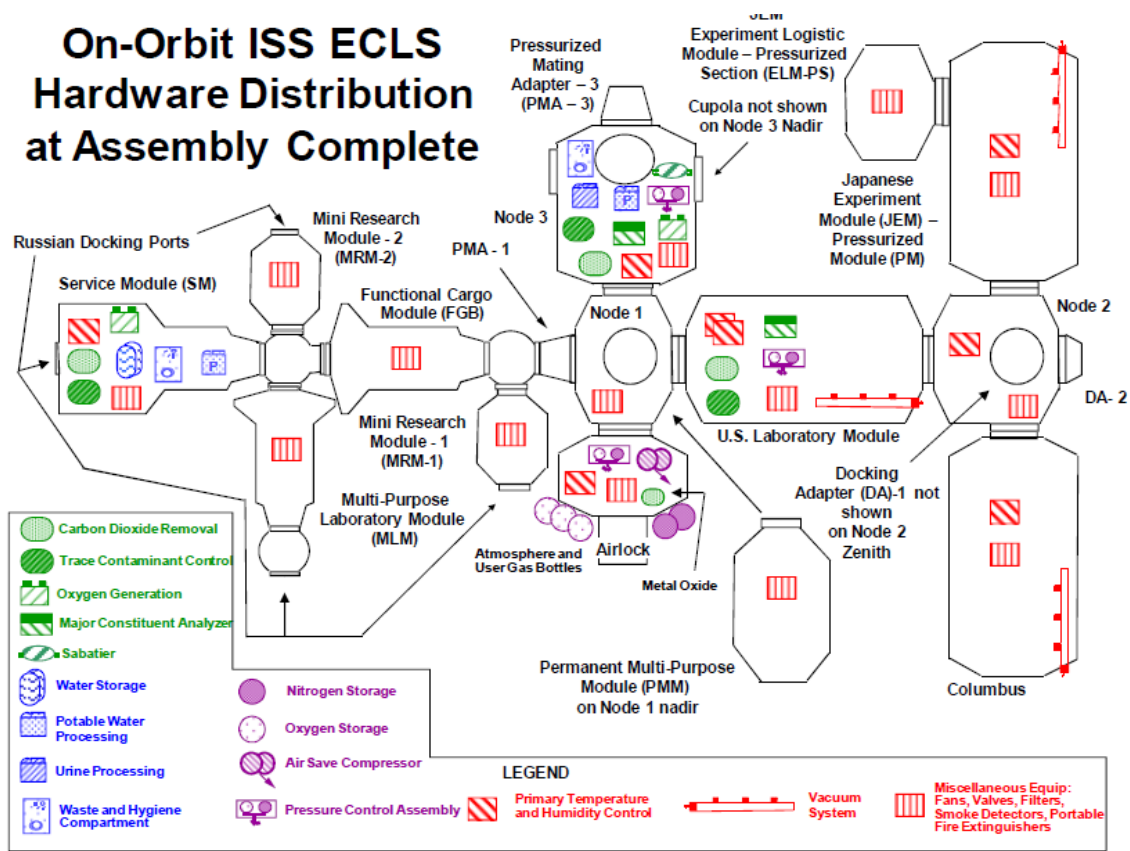 On-Orbit ISS ECLS
Hardware Distribution
at Assembly Complete
Pressurized
Mating
Adapter – 3
(PMA – 3)
JEM
Experiment Logistic
Module – Pressurized
Section (ELM-PS)
Cupola not shown
on Node 3 Nadir
Japanese
Experiment
Module (JEM) –
Pressurized
Module (PM)
Node 3
Mini Research
Module - 2
(MRM-2)
Russian Docking Ports
PMA - 1
Service Module (SM)
Functional Cargo
Module (FGB)
Node 1
Node 2
P
P
DA- 2
Mini Research
Module - 1
(MRM-1)
U.S. Laboratory Module
Multi-Purpose
Laboratory Module
(MLM)
Docking
Adapter (DA)-1 not
shown
on Node 2
Zenith
Atmosphere and
User Gas Bottles
Airlock
Metal Oxide
Permanent Multi-Purpose
Module (PMM)
on Node 1 nadir
Columbus
Carbon Dioxide Removal
Trace Contaminant Control
Oxygen Generation
Major Constituent Analyzer
Sabatier
Water Storage
Potable Water
Processing
Urine Processing
Waste and Hygiene
Compartment
Nitrogen Storage
Oxygen Storage
Air Save Compressor
Pressure Control Assembly
LEGEND
Primary Temperature
and Humidity Control
Vacuum
System
Miscellaneous Equip:
Fans, Valves, Filters,
Smoke Detectors, Portable
Fire Extinguishers